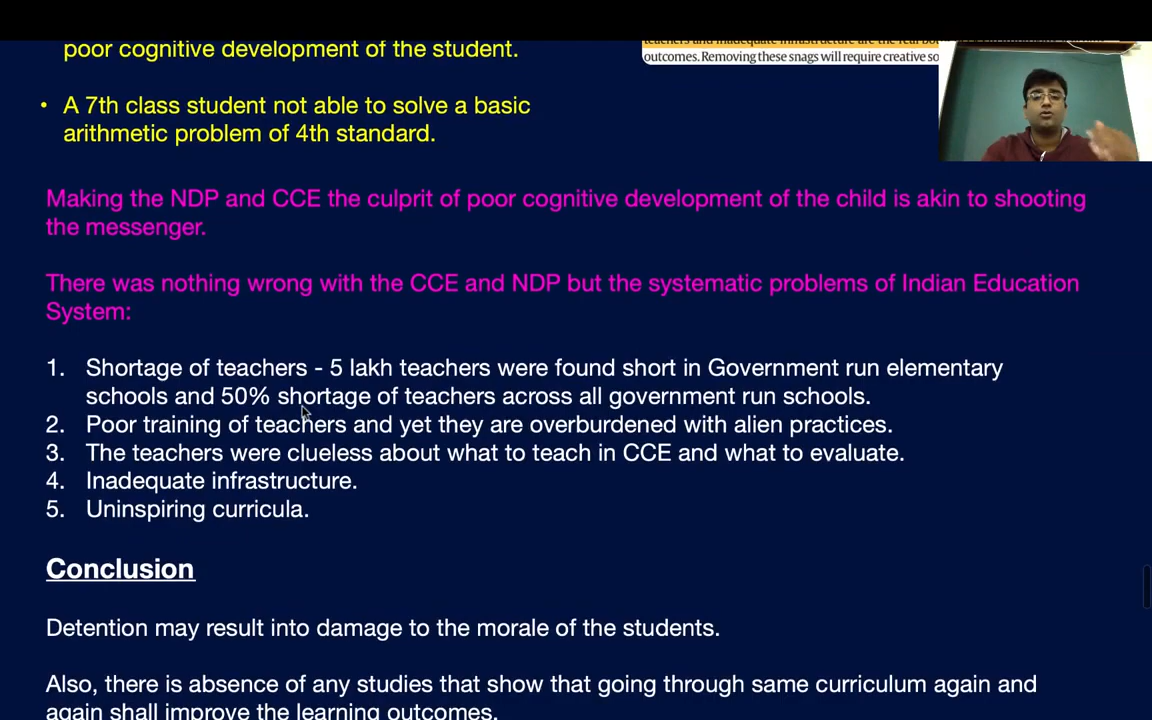 poor cognitive development of the student.
outcomes. Removing these snags will require creative so
• A 7th class student not able to solve a basic
arithmetic problem of 4th standard.
Making the NDP and CCE the culprit of poor cognitive development of the child is akin to shooting
the messenger.
There was nothing wrong with the CCE and NDP but the systematic problems of Indian Education
System:
1. Shortage of teachers - 5 lakh teachers were found short in Government run elementary
schools and 50% shortage of teachers across all government run schools.
2. Poor training of teachers and yet they are overburdened with alien practices.
3. The teachers were clueless about what to teach in CCE and what to evaluate.
4. Inadequate infrastructure.
5. Uninspiring curricula.
Conclusion
Detention may result into damage to the morale of the students.
Also, there is absence of any studies that show that going through same curriculum again and
again shall improve the learning outcomes.